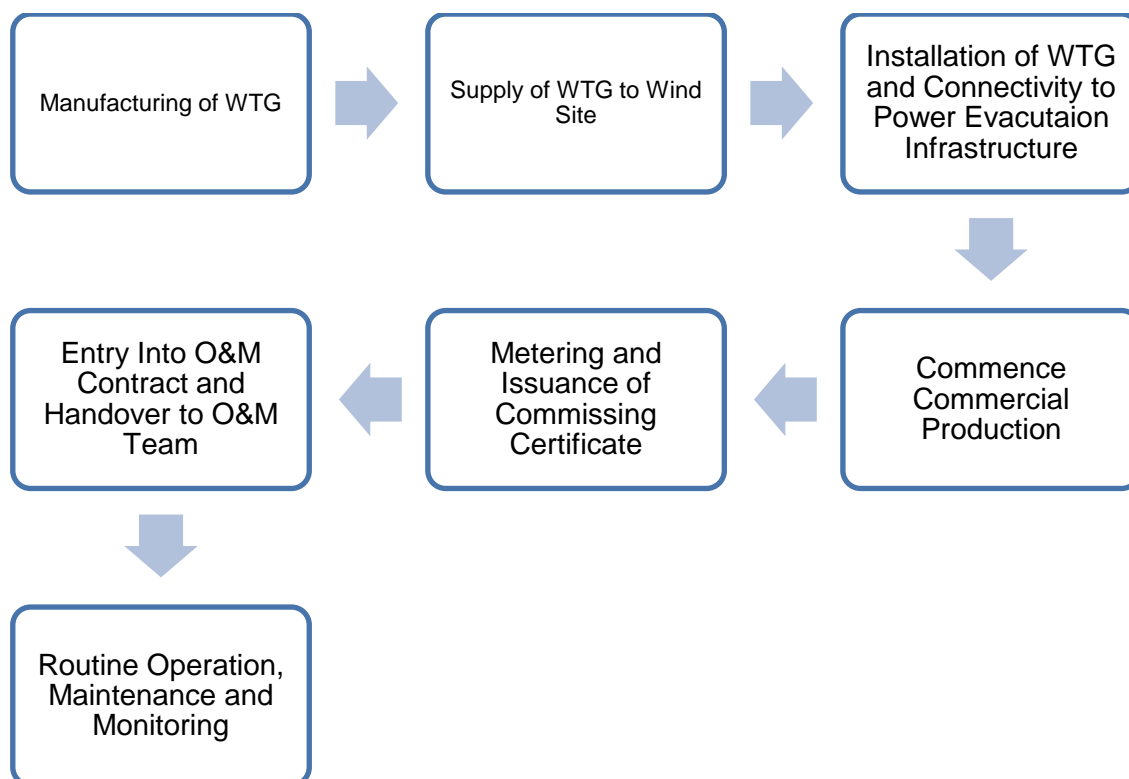 Manufacturing of WTG
Supply of WTG to Wind
Site
Installation of WTG
and Connectivity to
Power Evacutaion
Infrastructure
Commence
Commercial
Production
Metering and
Issuance of
Commissing
Certificate
Entry Into O&M
Contract and
Handover to O&M
Team
Routine Operation,
Maintenance and
Monitoring